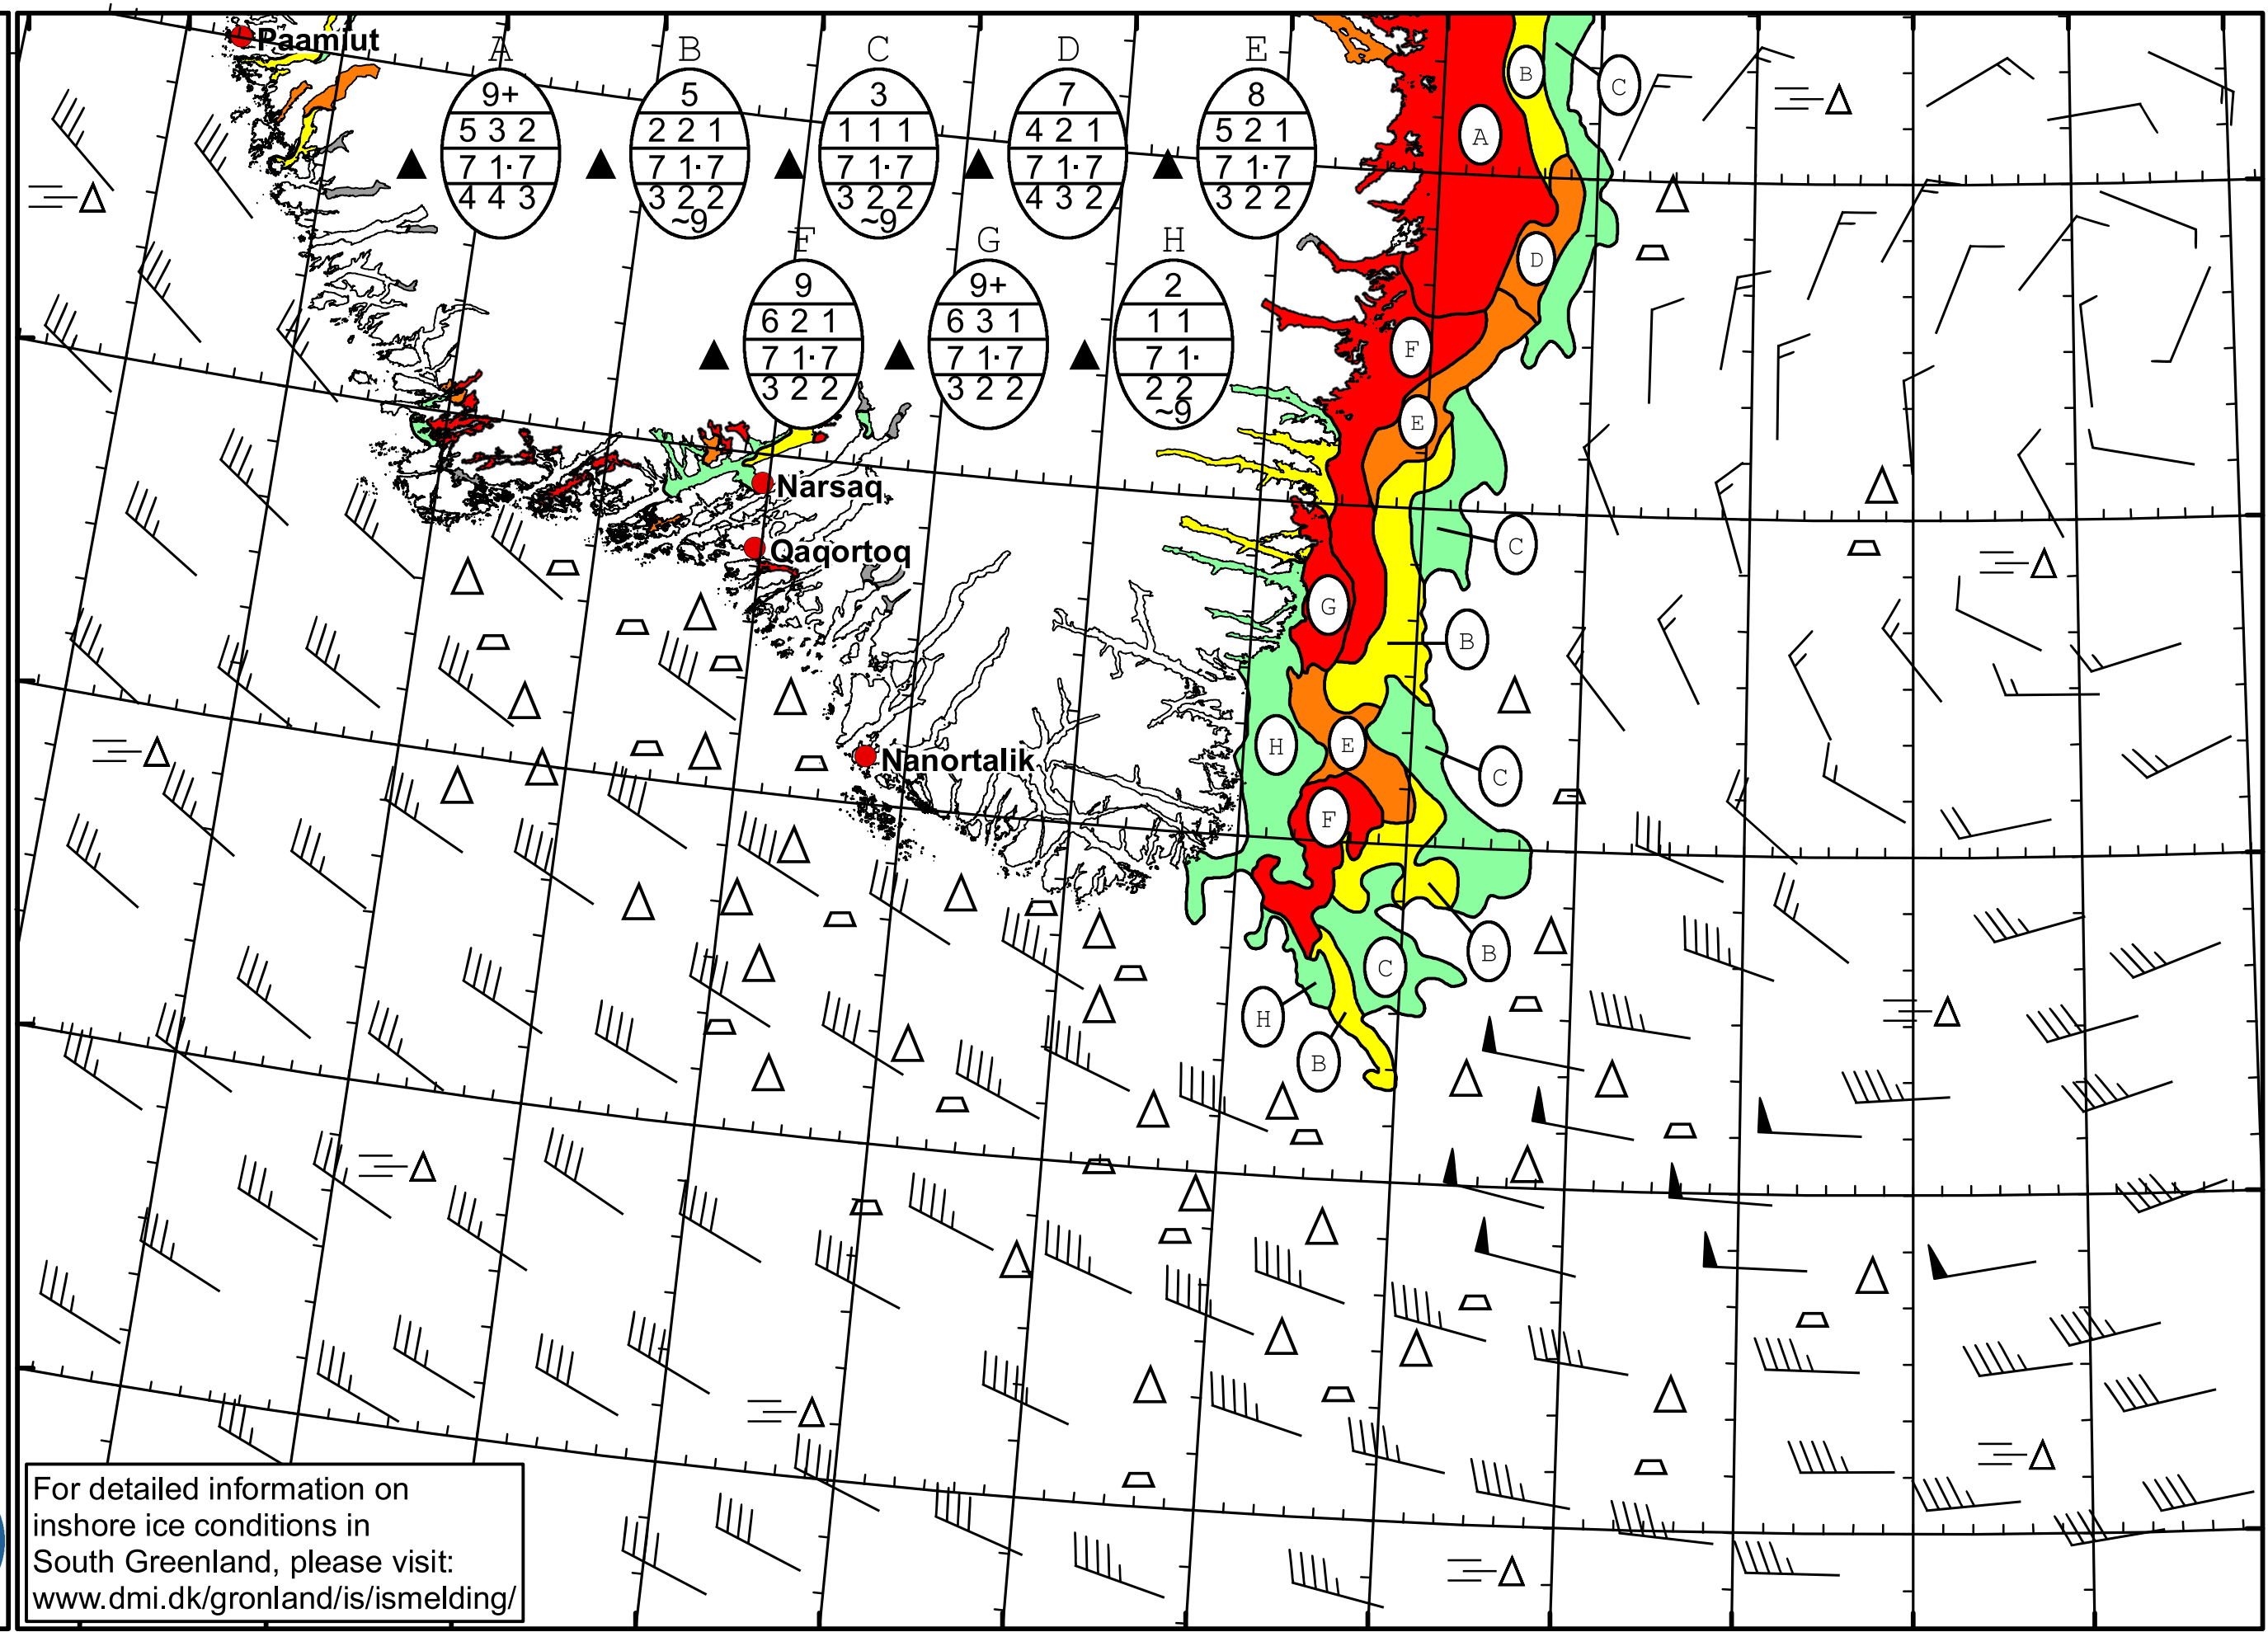 Paamiut
A B C D E
9+ 5 3 7 8
5 3 2 2 2 1 1 1 1 4 2 1 5 2 1
7 1· 7 7 1· 7 7 1· 7 7 1· 7 7 1· 7
4 4 3 3 2 2 3 2 2 4 3 2 3 2 2
~9 ~9
F G H
9 9+ 2
6 2 1 6 3 1 1 1
7 1· 7 7 1· 7 7 1·
3 2 2 3 2 2 2 2
~9
B
C
A
D
F
E
Narsaq
C
Qaqortoq
G
B
H
E
Nanortalik
C
F
B
C
H
B
For detailed information on
inshore ice conditions in
South Greenland, please visit:
www.dmi.dk/gronland/is/ismelding/